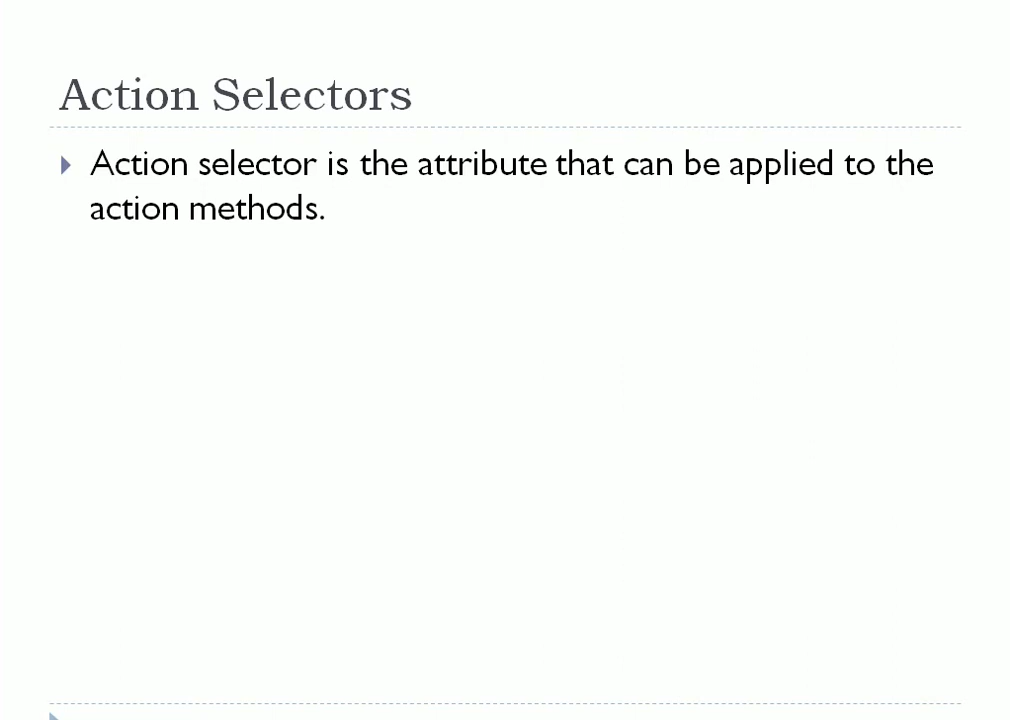 Action Selectors
Action selector is the attribute that can be applied to the
action methods.